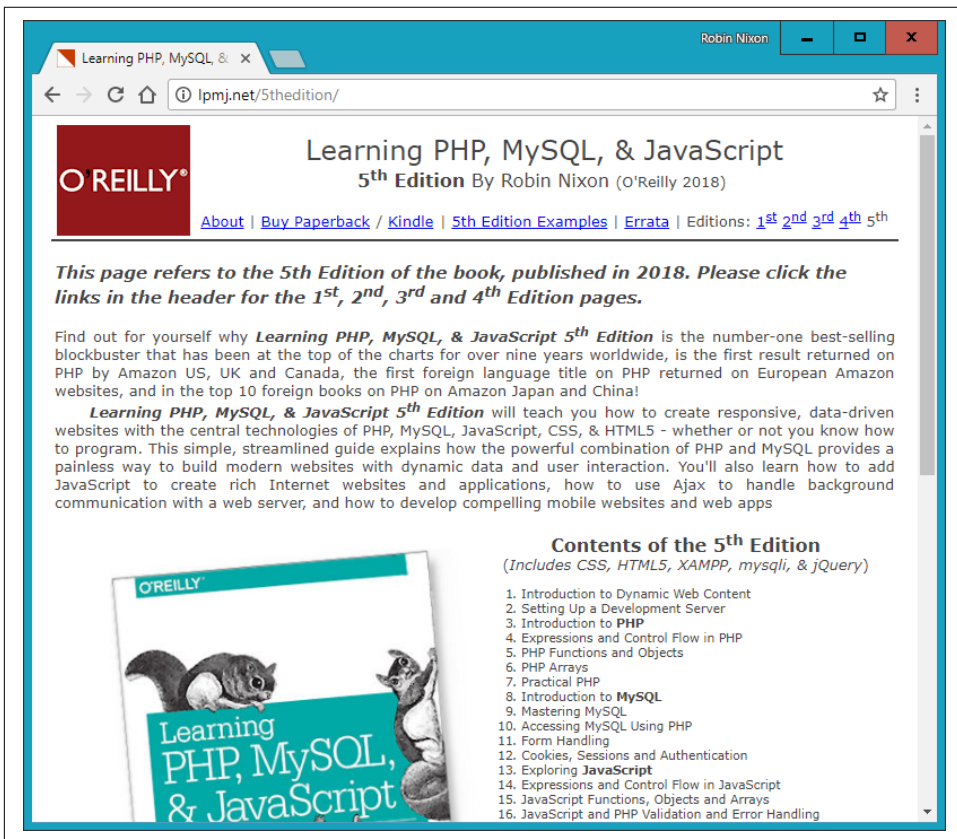 Robin Nixon
Learning PHP, MySQL, &
lpmj.net/5thedition/
O'REILLY®
Learning PHP, MySQL, & JavaScript
5th Edition By Robin Nixon (O'Reilly 2018)
About | Buy Paperback / Kindle | 5th Edition Examples | Errata | Editions: 1st 2nd 3rd 4th 5th
This page refers to the 5th Edition of the book, published in 2018. Please click the
links in the header for the 1st, 2nd, 3rd and 4th Edition pages.
Find out for yourself why Learning PHP, MySQL, & JavaScript 5th Edition is the number-one best-selling
blockbuster that has been at the top of the charts for over nine years worldwide, is the first result returned on
PHP by Amazon US, UK and Canada, the first foreign language title on PHP returned on European Amazon
websites, and in the top 10 foreign books on PHP on Amazon Japan and China!
Learning PHP, MySQL, & JavaScript 5th Edition will teach you how to create responsive, data-driven
websites with the central technologies of PHP, MySQL, JavaScript, CSS, & HTML5 - whether or not you know how
to program. This simple, streamlined guide explains how the powerful combination of PHP and MySQL provides a
painless way to build modern websites with dynamic data and user interaction. You'll also learn how to add
JavaScript to create rich Internet websites and applications, how to use Ajax to handle background
communication with a web server, and how to develop compelling mobile websites and web apps
O'REILLY®
Learning
PHP, MySQL,
& JavaScript
Contents of the 5th Edition
(Includes CSS, HTML5, XAMPP, mysqli, & jQuery)
1. Introduction to Dynamic Web Content
2. Setting Up a Development Server
3. Introduction to PHP
4. Expressions and Control Flow in PHP
5. PHP Functions and Objects
6. PHP Arrays
7. Practical PHP
8. Introduction to MySQL
9. Mastering MySQL
10. Accessing MySQL Using PHP
11. Form Handling
12. Cookies, Sessions and Authentication
13. Exploring JavaScript
14. Expressions and Control Flow in JavaScript
15. JavaScript Functions, Objects and Arrays
16. JavaScript and PHP Validation and Error Handling